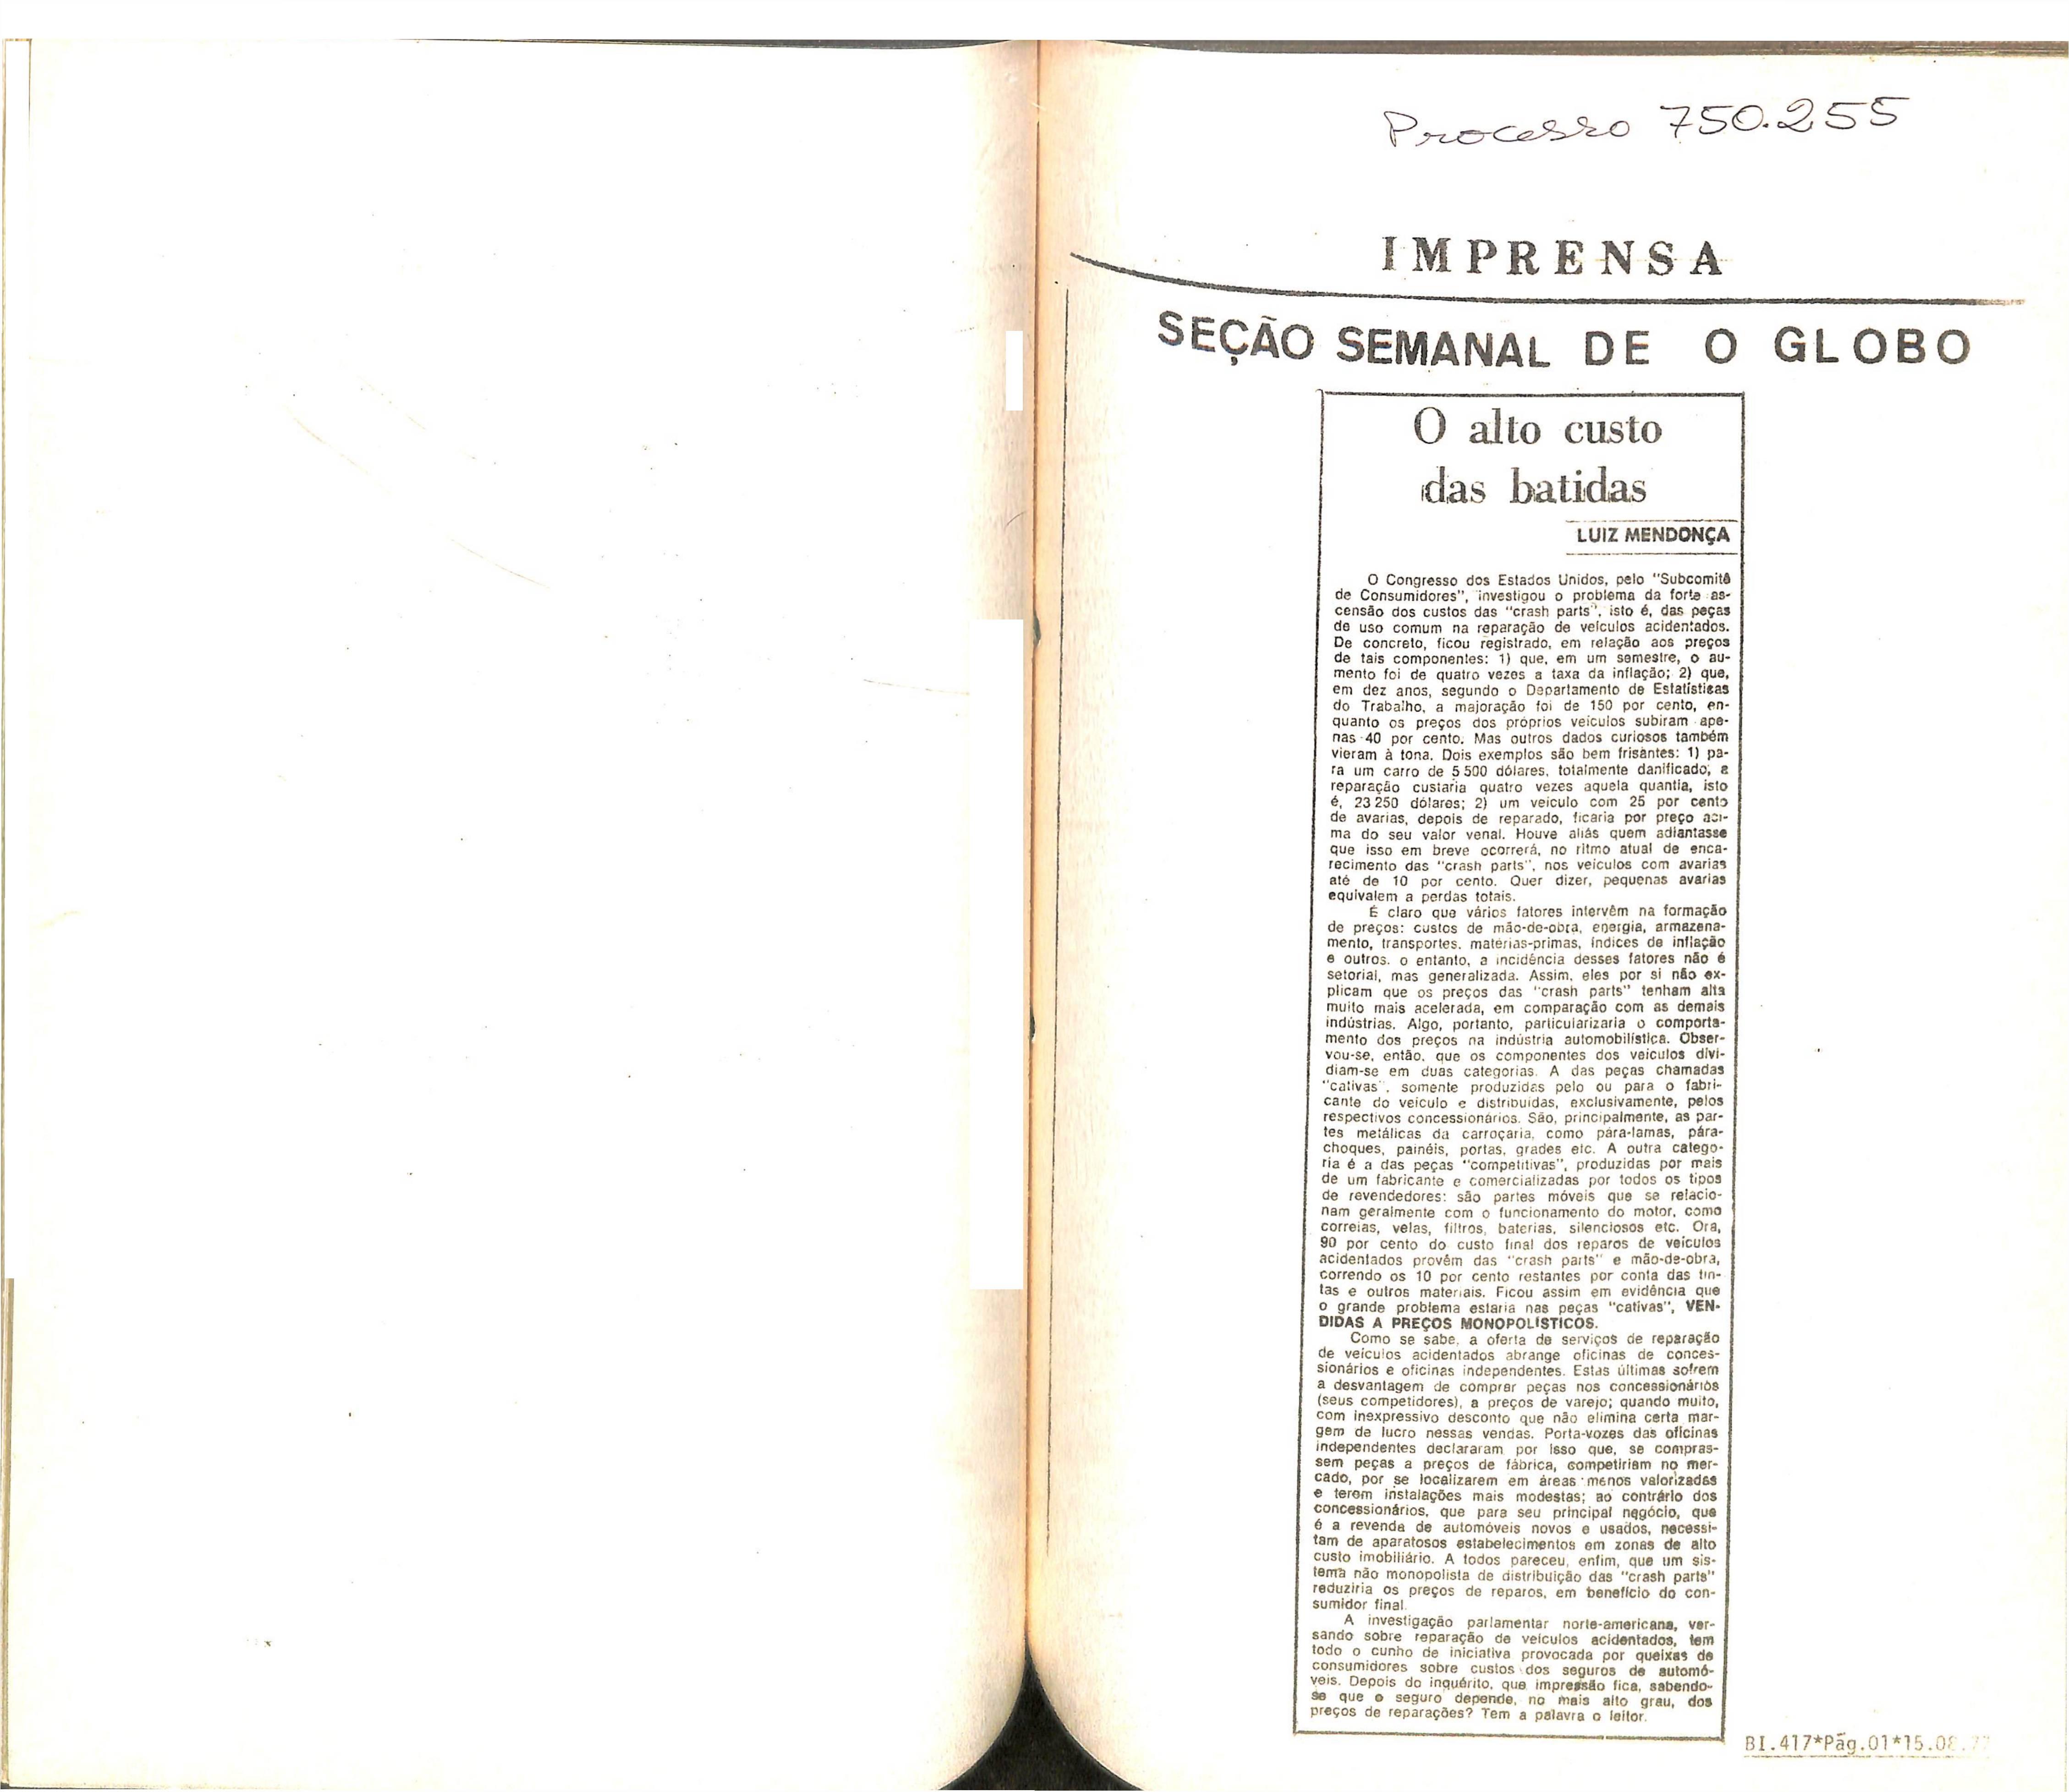 Processo 750.255
IMPRENSA
SEÇÃO SEMANAL DE O GLOBO
O alto custo
das batidas
LUIZ MENDONÇA
O Congresso dos Estados Unidos, pelo "Subcomitê
de Consumidores", investigou o problema da forte as-
censão dos custos das "crash parts", isto é, das peças
de uso comum na reparação de veículos acidentados.
De concreto, ficou registrado, em relação aos preços
de tais componentes: 1) que, em um semestre, o au-
mento foi de quatro vezes a taxa da inflação; 2) que,
em dez anos, segundo o Departamento de Estatísticas
do Trabalho, a majoração foi de 150 por cento, en-
quanto os preços dos próprios veículos subiram ape-
nas 40 por cento. Mas outros dados curiosos também
vieram à tona. Dois exemplos são bem frisantes: 1) pa-
ra um carro de 5 500 dólares, totalmente danificado, a
reparação custaria quatro vezes aquela quantia, isto
é, 23 250 dólares; 2) um veículo com 25 por cento
de avarias, depois de reparado, ficaria por preço aci-
ma do seu valor venal. Houve aliás quem adiantasse
que isso em breve ocorrerá, no ritmo atual de enca-
recimento das "crash parts", nos veículos com avarias
até de 10 por cento. Quer dizer, pequenas avarias
equivalem a perdas totais.
É claro que vários fatores intervêm na formação
de preços: custos de mão-de-obra, energia, armazena-
mento, transportes, matérias-primas, índices de inflação
e outros. o entanto, a incidência desses fatores não é
setorial, mas generalizada. Assim, eles por si não ex-
plicam que os preços das "crash parts" tenham alta
muito mais acelerada, em comparação com as demais
indústrias. Algo, portanto, particularizaria o comporta-
mento dos preços na indústria automobilística. Obser-
vou-se, então, que os componentes dos veículos divi-
diam-se em duas categorias. A das peças chamadas
"cativas", somente produzidas pelo ou para o fabri-
cante do veículo e distribuídas, exclusivamente, pelos
respectivos concessionários. São, principalmente, as par-
tes metálicas da carroçaria, como para-lamas, pára-
choques, painéis, portas, grades etc. A outra catego-
ria é a das peças "competitivas", produzidas por mais
de um fabricante e comercializadas por todos os tipos
de revendedores: são partes móveis que se relacio-
nam geralmente com o funcionamento do motor, como
correias, velas, filtros, baterias, silenciosos etc. Ora,
90 por cento do custo final dos reparos de veículos
acidentados provêm das "crash parts" e mão-de-obra,
correndo os 10 por cento restantes por conta das tin-
tas e outros materiais. Ficou assim em evidência que
o grande problema estaria nas peças "cativas", VEN-
DIDAS A PREÇOS MONOPOLÍSTICOS.
Como se sabe, a oferta de serviços de reparação
de veículos acidentados abrange oficinas de conces-
sionários e oficinas independentes. Estas últimas sofrem
a desvantagem de comprar peças nos concessionários
(seus competidores), a preços de varejo; quando muito,
com inexpressivo desconto que não elimina certa mar-
gem de lucro nessas vendas. Porta-vozes das oficinas
independentes declararam por isso que, se compras-
sem peças a preços de fábrica, competiriam no mer-
cado, por se localizarem em áreas menos valorizadas
e terem instalações mais modestas; ao contrário dos
concessionários, que para seu principal negócio, que
é a revenda de automóveis novos e usados, necessi-
tam de aparatosos estabelecimentos em zonas de alto
custo imobiliário. A todos pareceu, enfim, que um sis-
tema não monopolista de distribuição das "crash parts"
reduziria os preços de reparos, em benefício do con-
sumidor final.
A investigação parlamentar norte-americana, ver-
sando sobre reparação de veículos acidentados, tem
todo o cunho de iniciativa provocada por queixas de
consumidores sobre custos dos seguros de automó-
veis. Depois do inquérito, que impressão fica, sabendo-
se que o seguro depende, no mais alto grau, dos
preços de reparações? Tem a palavra o leitor.
BI.417*Pág.01*15.08.77